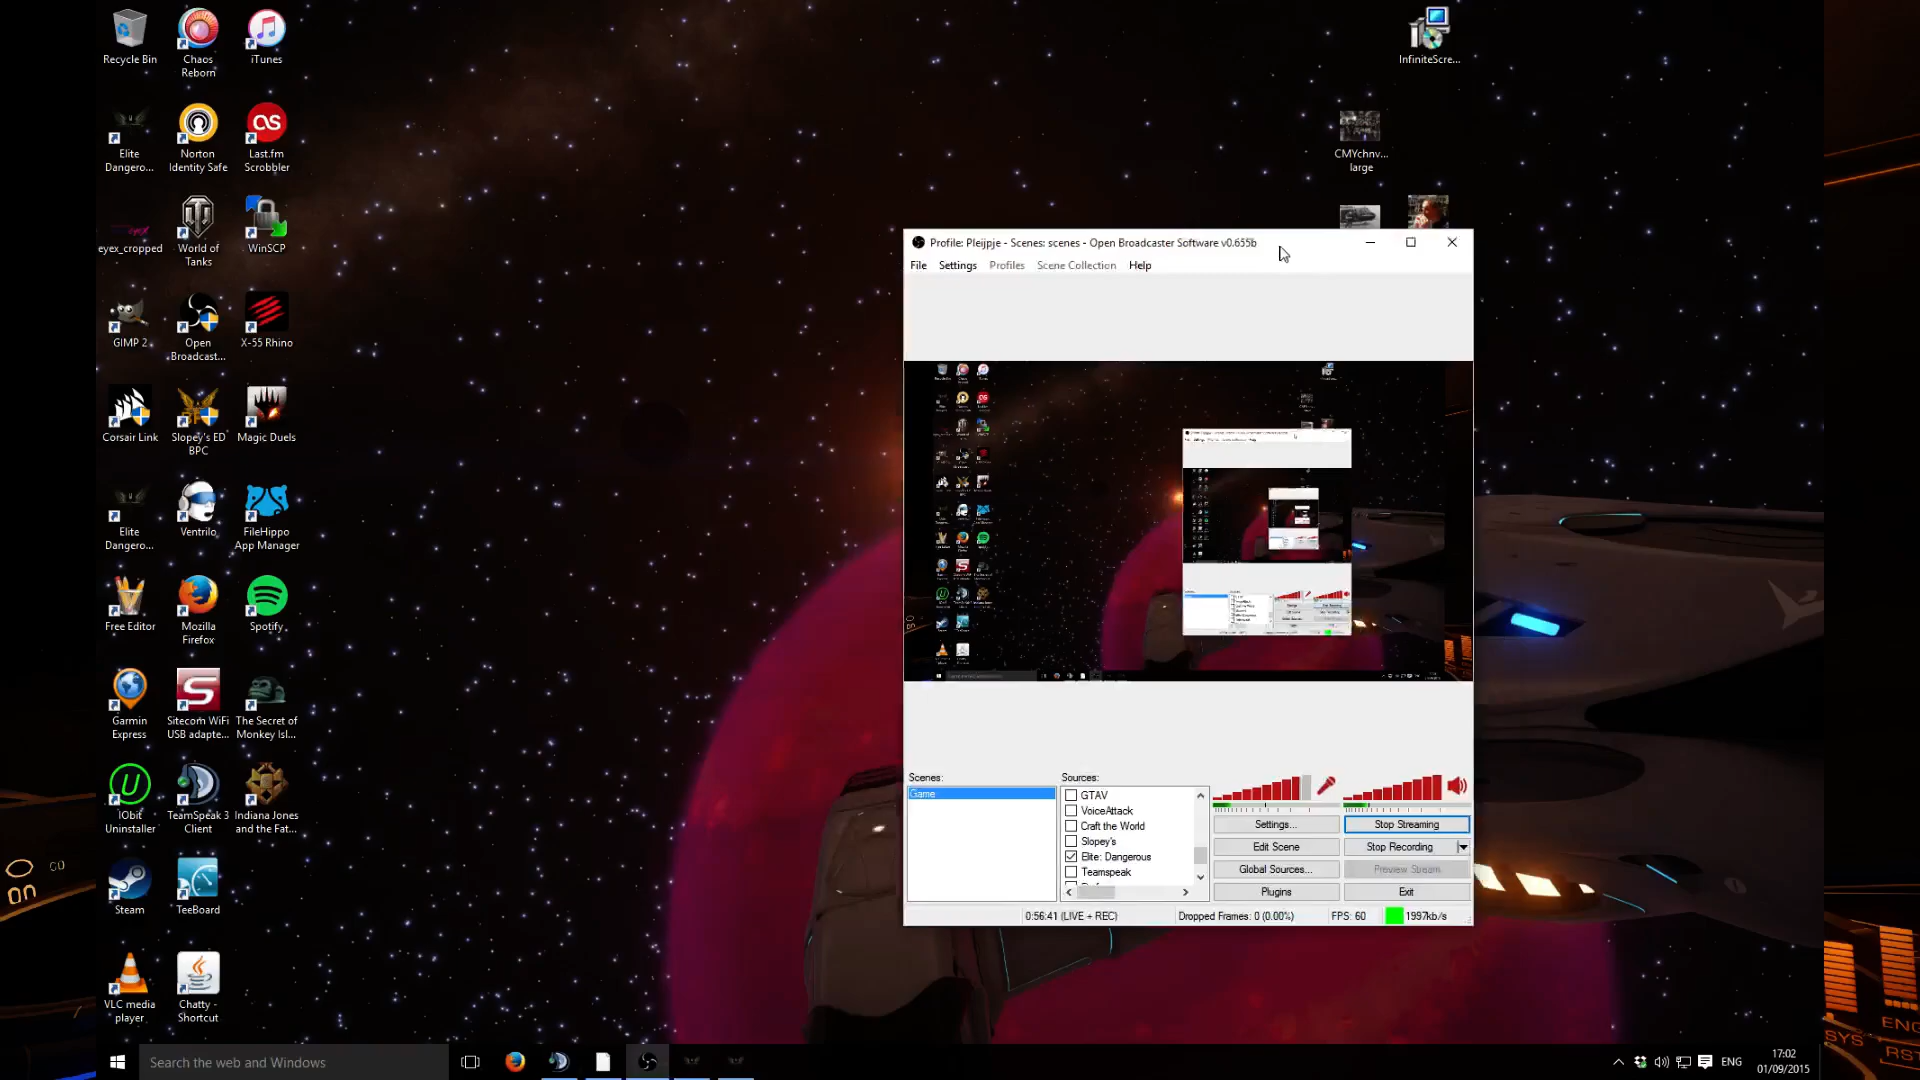 Recycle Bin
Chaos
Reborn
iTunes
InfiniteScre...
Elite
Dangero...
Norton
Identity Safe
Last.fm
Scrobbler
CMYchnv...
large
eyex_cropped
World of
Tanks
WinSCP
GIMP 2
Open
Broadcast...
X-55 Rhino
Corsair Link
Slopey's ED
BPC
Magic Duels
Elite
Dangero...
Ventrilo
FileHippo
App Manager
Free Editor
Mozilla
Firefox
Spotify
Garmin
Express
Sitecom WiFi
USB adapte...
The Secret of
Monkey Isl...
IObit
Uninstaller
TeamSpeak 3
Client
Indiana Jones
and the Fat...
Steam
TeeBoard
VLC media
player
Chatty -
Shortcut
Profile: Pleijpje - Scenes: scenes - Open Broadcaster Software v0.655b
File Settings Profiles Scene Collection Help
Scenes:
Game
Sources:
GTAV
VoiceAttack
Craft the World
Slopey's
Elite: Dangerous
Teamspeak
Settings...
Stop Streaming
Edit Scene
Stop Recording
Global Sources...
Preview Stream
Plugins
Exit
0:56:41 (LIVE + REC)
Dropped Frames: 0 (0.00%)
FPS: 60
1997kb/s
Search the web and Windows
ENG
17:02
01/09/2015
ENG
SYS
RST